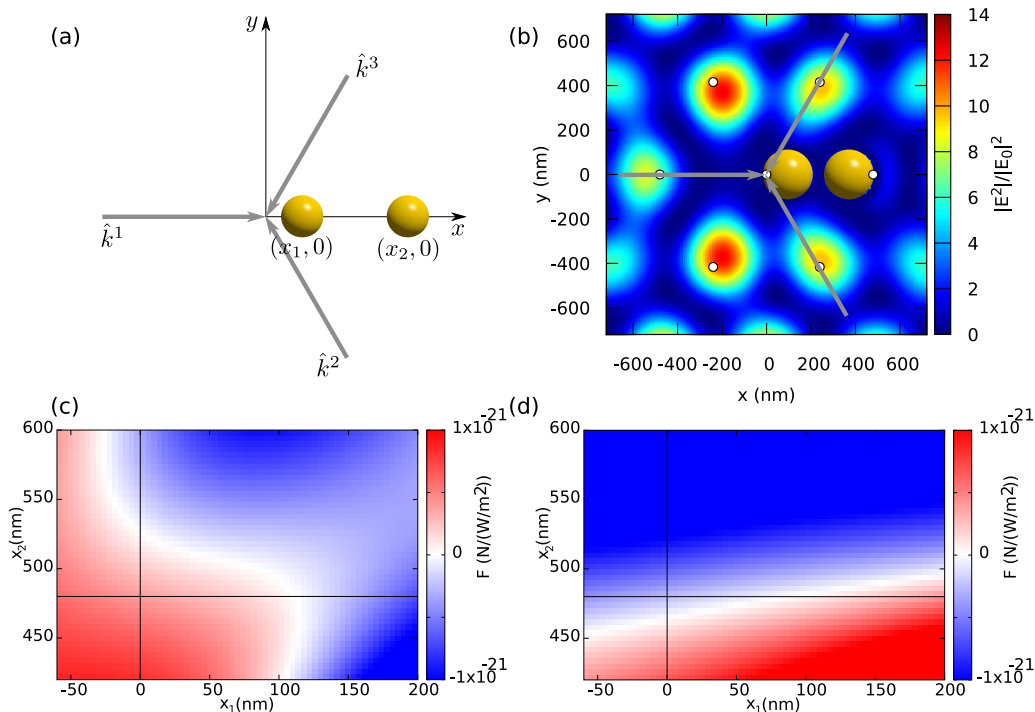 (a)
y
k̂³
k̂¹
(x₁, 0)
(x₂, 0)
x
k̂²
(b)
600
400
200
0
-200
-400
-600
y (nm)
-600 -400 -200 0 200 400 600
x (nm)
14
12
10
8
6
4
2
0
|E²|/|E₀|²
(c)
600
550
500
450
x₂(nm)
-50 0 50 100 150 200
x₁(nm)
1x10⁻²¹
0
-1x10⁻²¹
F (N/(W/m2))
(d)
600
550
500
450
x₂(nm)
-50 0 50 100 150 200
x₁(nm)
1x10⁻²¹
0
-1x10⁻²¹
F (N/(W/m2))